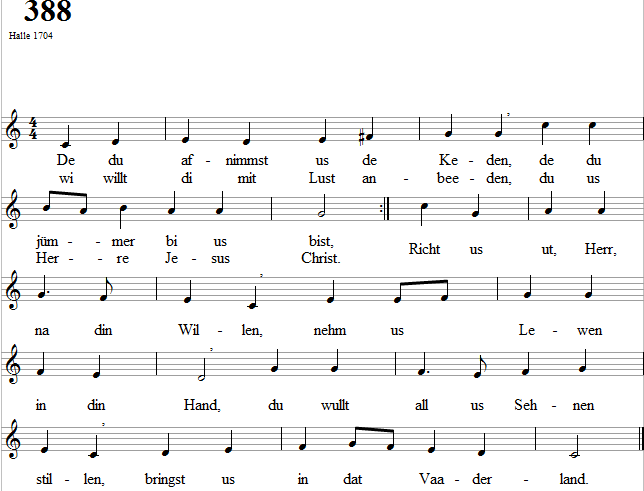 388
Halle 1704
De du af - nimmst us de Ke - den, de du
wi willt di mit Lust an - bee - den, du us
jüm - - mer bi us bist,
Her - - re Je - sus Christ.
Richt us ut, Herr,
na din Wil - len, nehm us Le - wen
in din Hand, du wullt all us Seh - nen
stil - len, bringst us in dat Vaa - der - land.